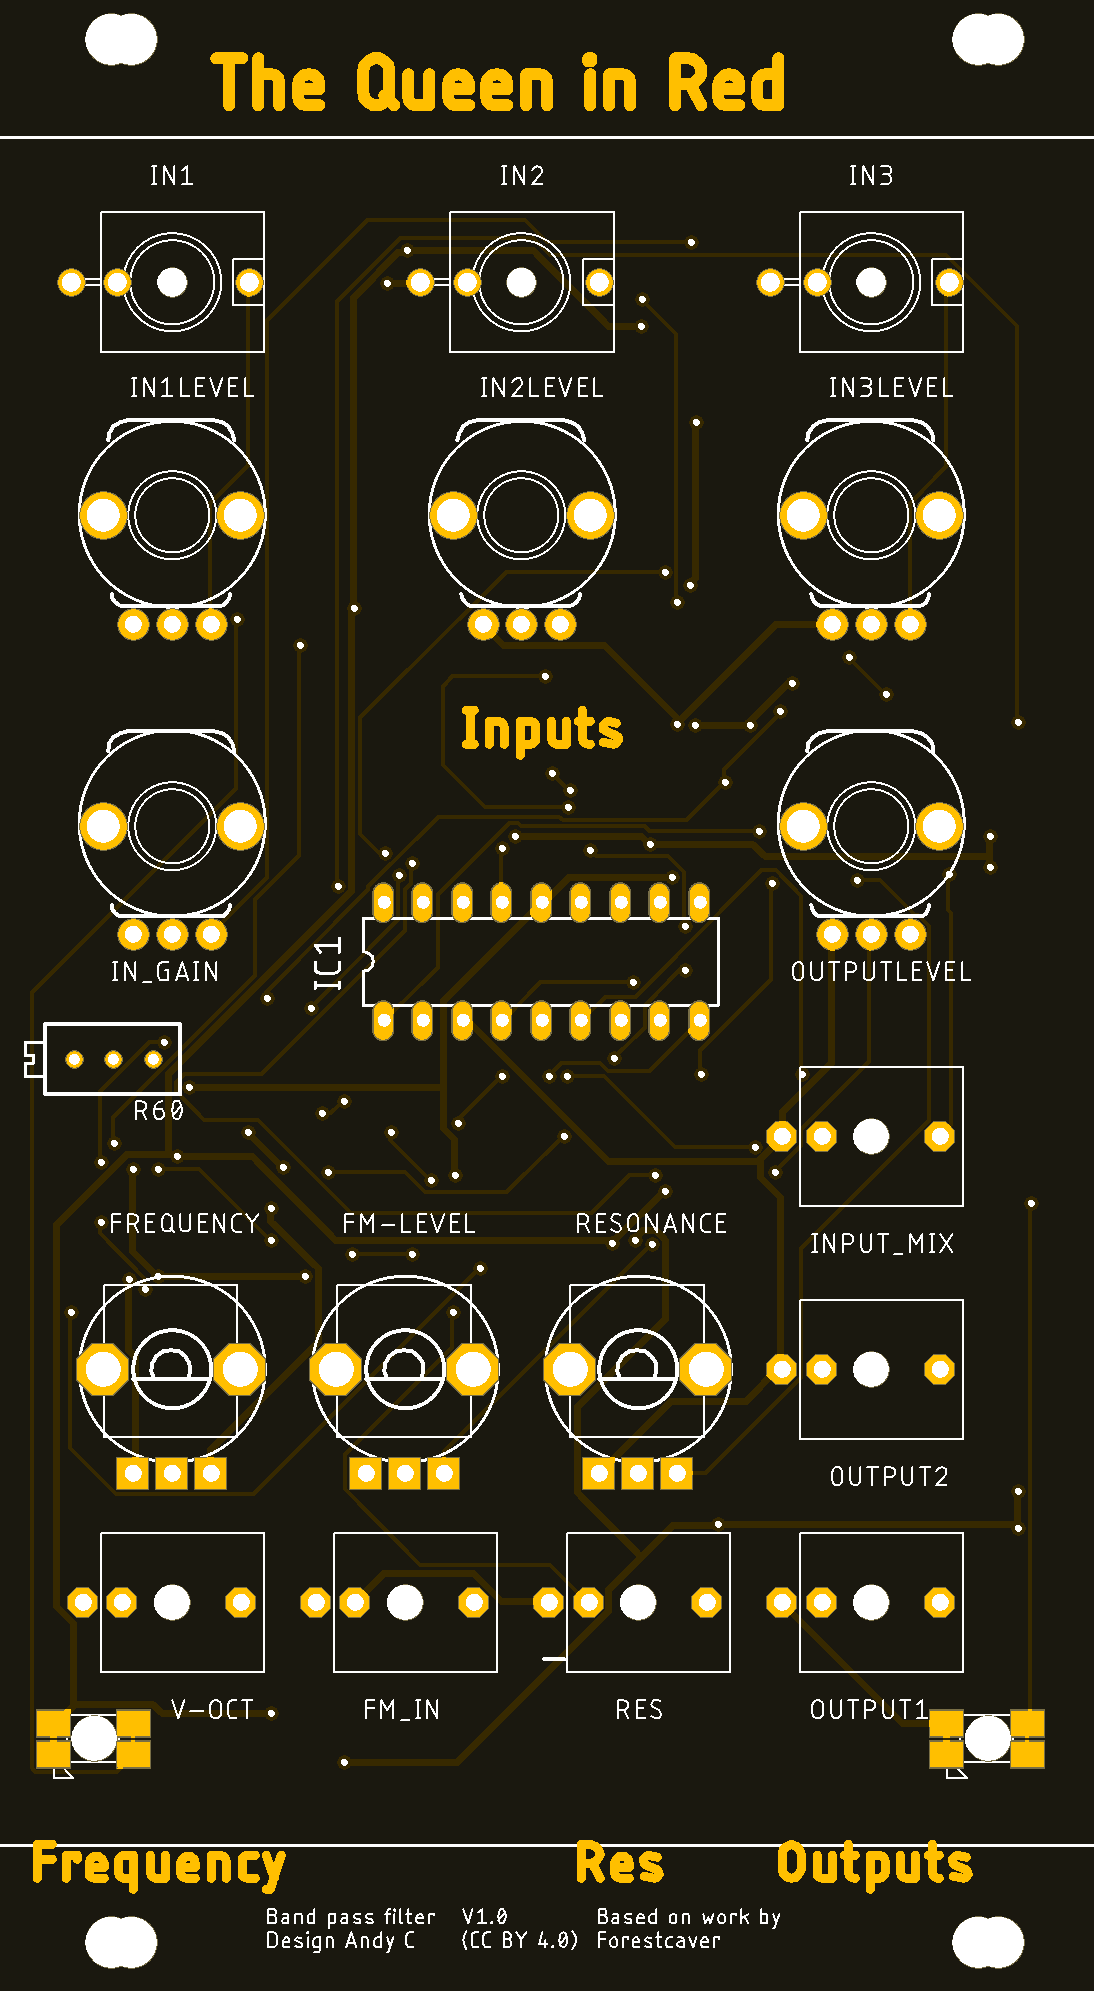 The Queen in Red
IN1 IN2 IN3
IN1LEVEL IN2LEVEL IN3LEVEL
Inputs
IC1
IN_GAIN OUTPUTLEVEL
R60
FREQUENCY FM-LEVEL RESONANCE
INPUT_MIX
OUTPUT2
V-OCT FM_IN RES OUTPUT1
Frequency Res Outputs
Band pass filter V1.0 Based on work by
Design Andy C (CC BY 4.0) Forestcaver